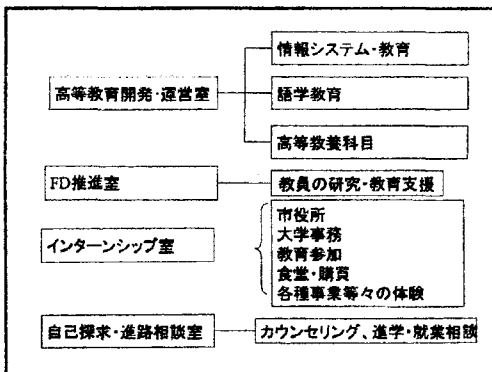 情報システム・教育
高等教育開発・運営室
語学教育
高等教養科目
FD推進室
教員の研究・教育支援
インターンシップ室
市役所
大学事務
教育参加
食堂・購買
各種事業等々の体験
自己探求・進路相談室
カウンセリング、進学・就業相談